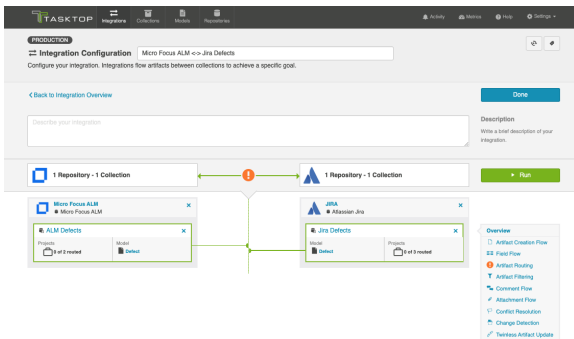 TASKTOP
Integrations
Collections
Models
Repositories
Activity
Metrics
Help
Settings
PRODUCTION
Integration Configuration
Micro Focus ALM <-> Jira Defects
Configure your integration. Integrations flow artifacts between collections to achieve a specific goal.
Back to Integration Overview
Done
Describe your integration
Description
Write a brief description of your
integration.
1 Repository - 1 Collection
1 Repository - 1 Collection
Run
Micro Focus ALM
Micro Focus ALM
JIRA
Atlassian Jira
ALM Defects
Projects
0 of 2 routed
Model
Defect
Jira Defects
Model
Defect
Projects
0 of 3 routed
Overview
Artifact Creation Flow
Field Flow
Artifact Routing
Artifact Filtering
Comment Flow
Attachment Flow
Conflict Resolution
Change Detection
Twinless Artifact Update